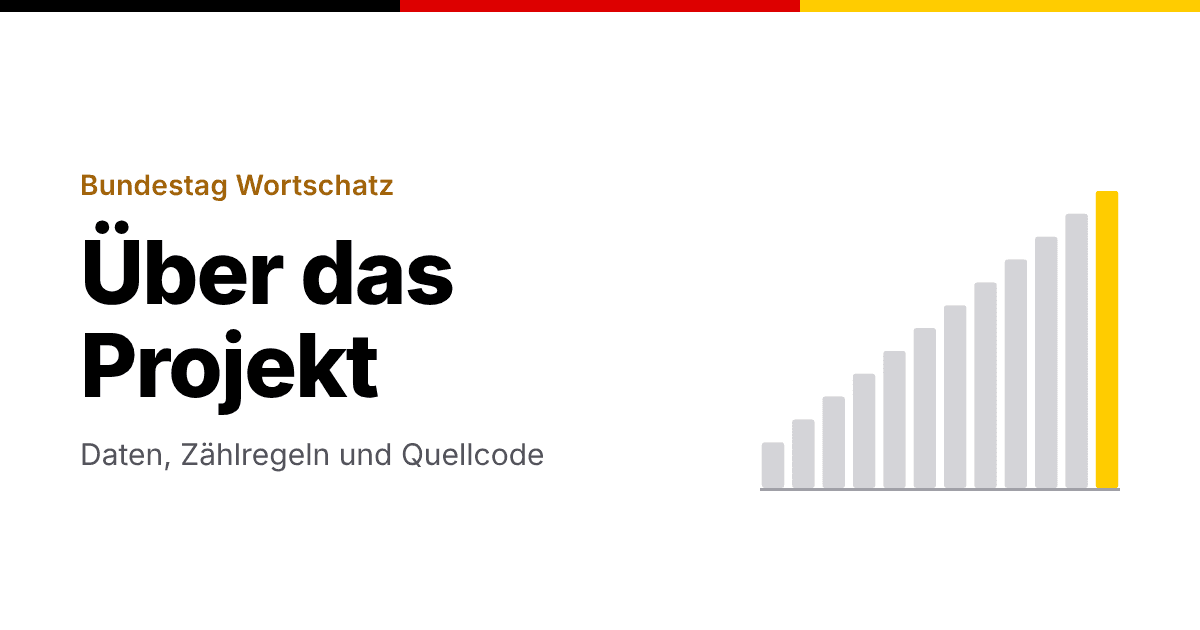 Bundestag Wortschatz
Über das
Projekt
Daten, Zählregeln und Quellcode